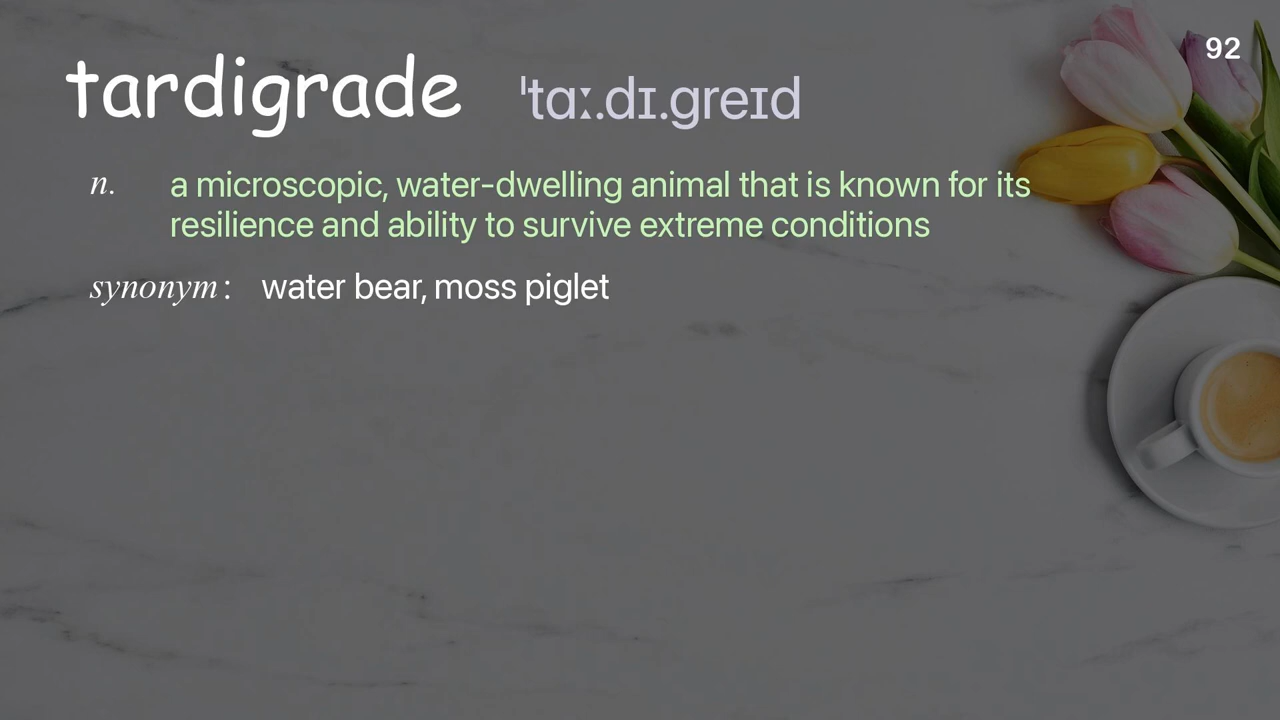 92
tardigrade ˈtɑː.dɪ.greɪd
n. a microscopic, water-dwelling animal that is known for its
resilience and ability to survive extreme conditions
synonym: water bear, moss piglet